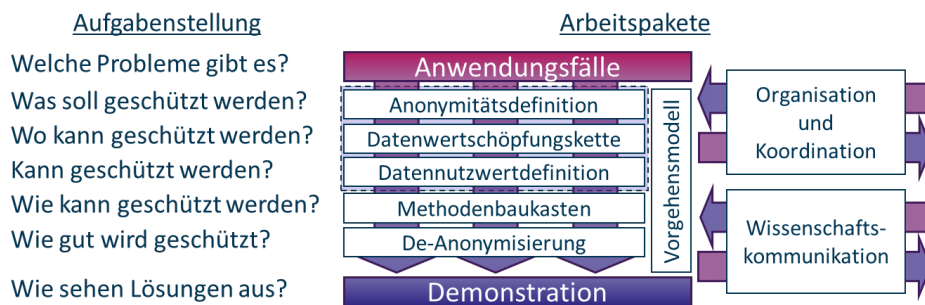 Aufgabenstellung
Arbeitspakete
Welche Probleme gibt es?
Anwendungsfälle
Was soll geschützt werden?
Anonymitätsdefinition
Wo kann geschützt werden?
Datenwertschöpfungskette
Kann geschützt werden?
Datennutzwertdefinition
Wie kann geschützt werden?
Methodenbaukasten
Wie gut wird geschützt?
De-Anonymisierung
Wie sehen Lösungen aus?
Demonstration
Vorgehensmodell
Organisation
und
Koordination
Wissenschafts-
kommunikation